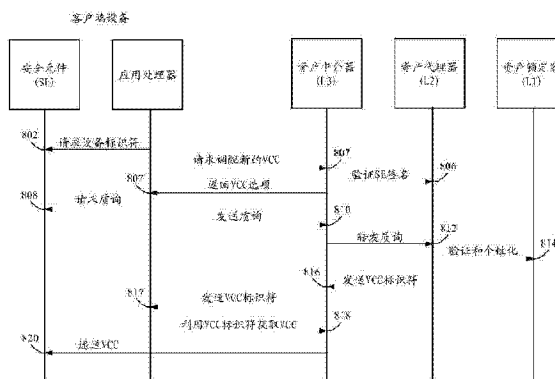 客户端设备
安全元件
(SE)
应用处理器
资产中介器
(L3)
资产代理器
(L2)
资产锁定器
(L1)
802
请求设备标识符
请求调配新的VCC
807
验证SE签名
806
807
返回VCC选项
808
请求质询
发送质询
810
转发质询
812
验证和个性化
814
816
发送VCC标识符
817
发送VCC标识符
利用VCC标识符获取VCC
818
820
递送VCC